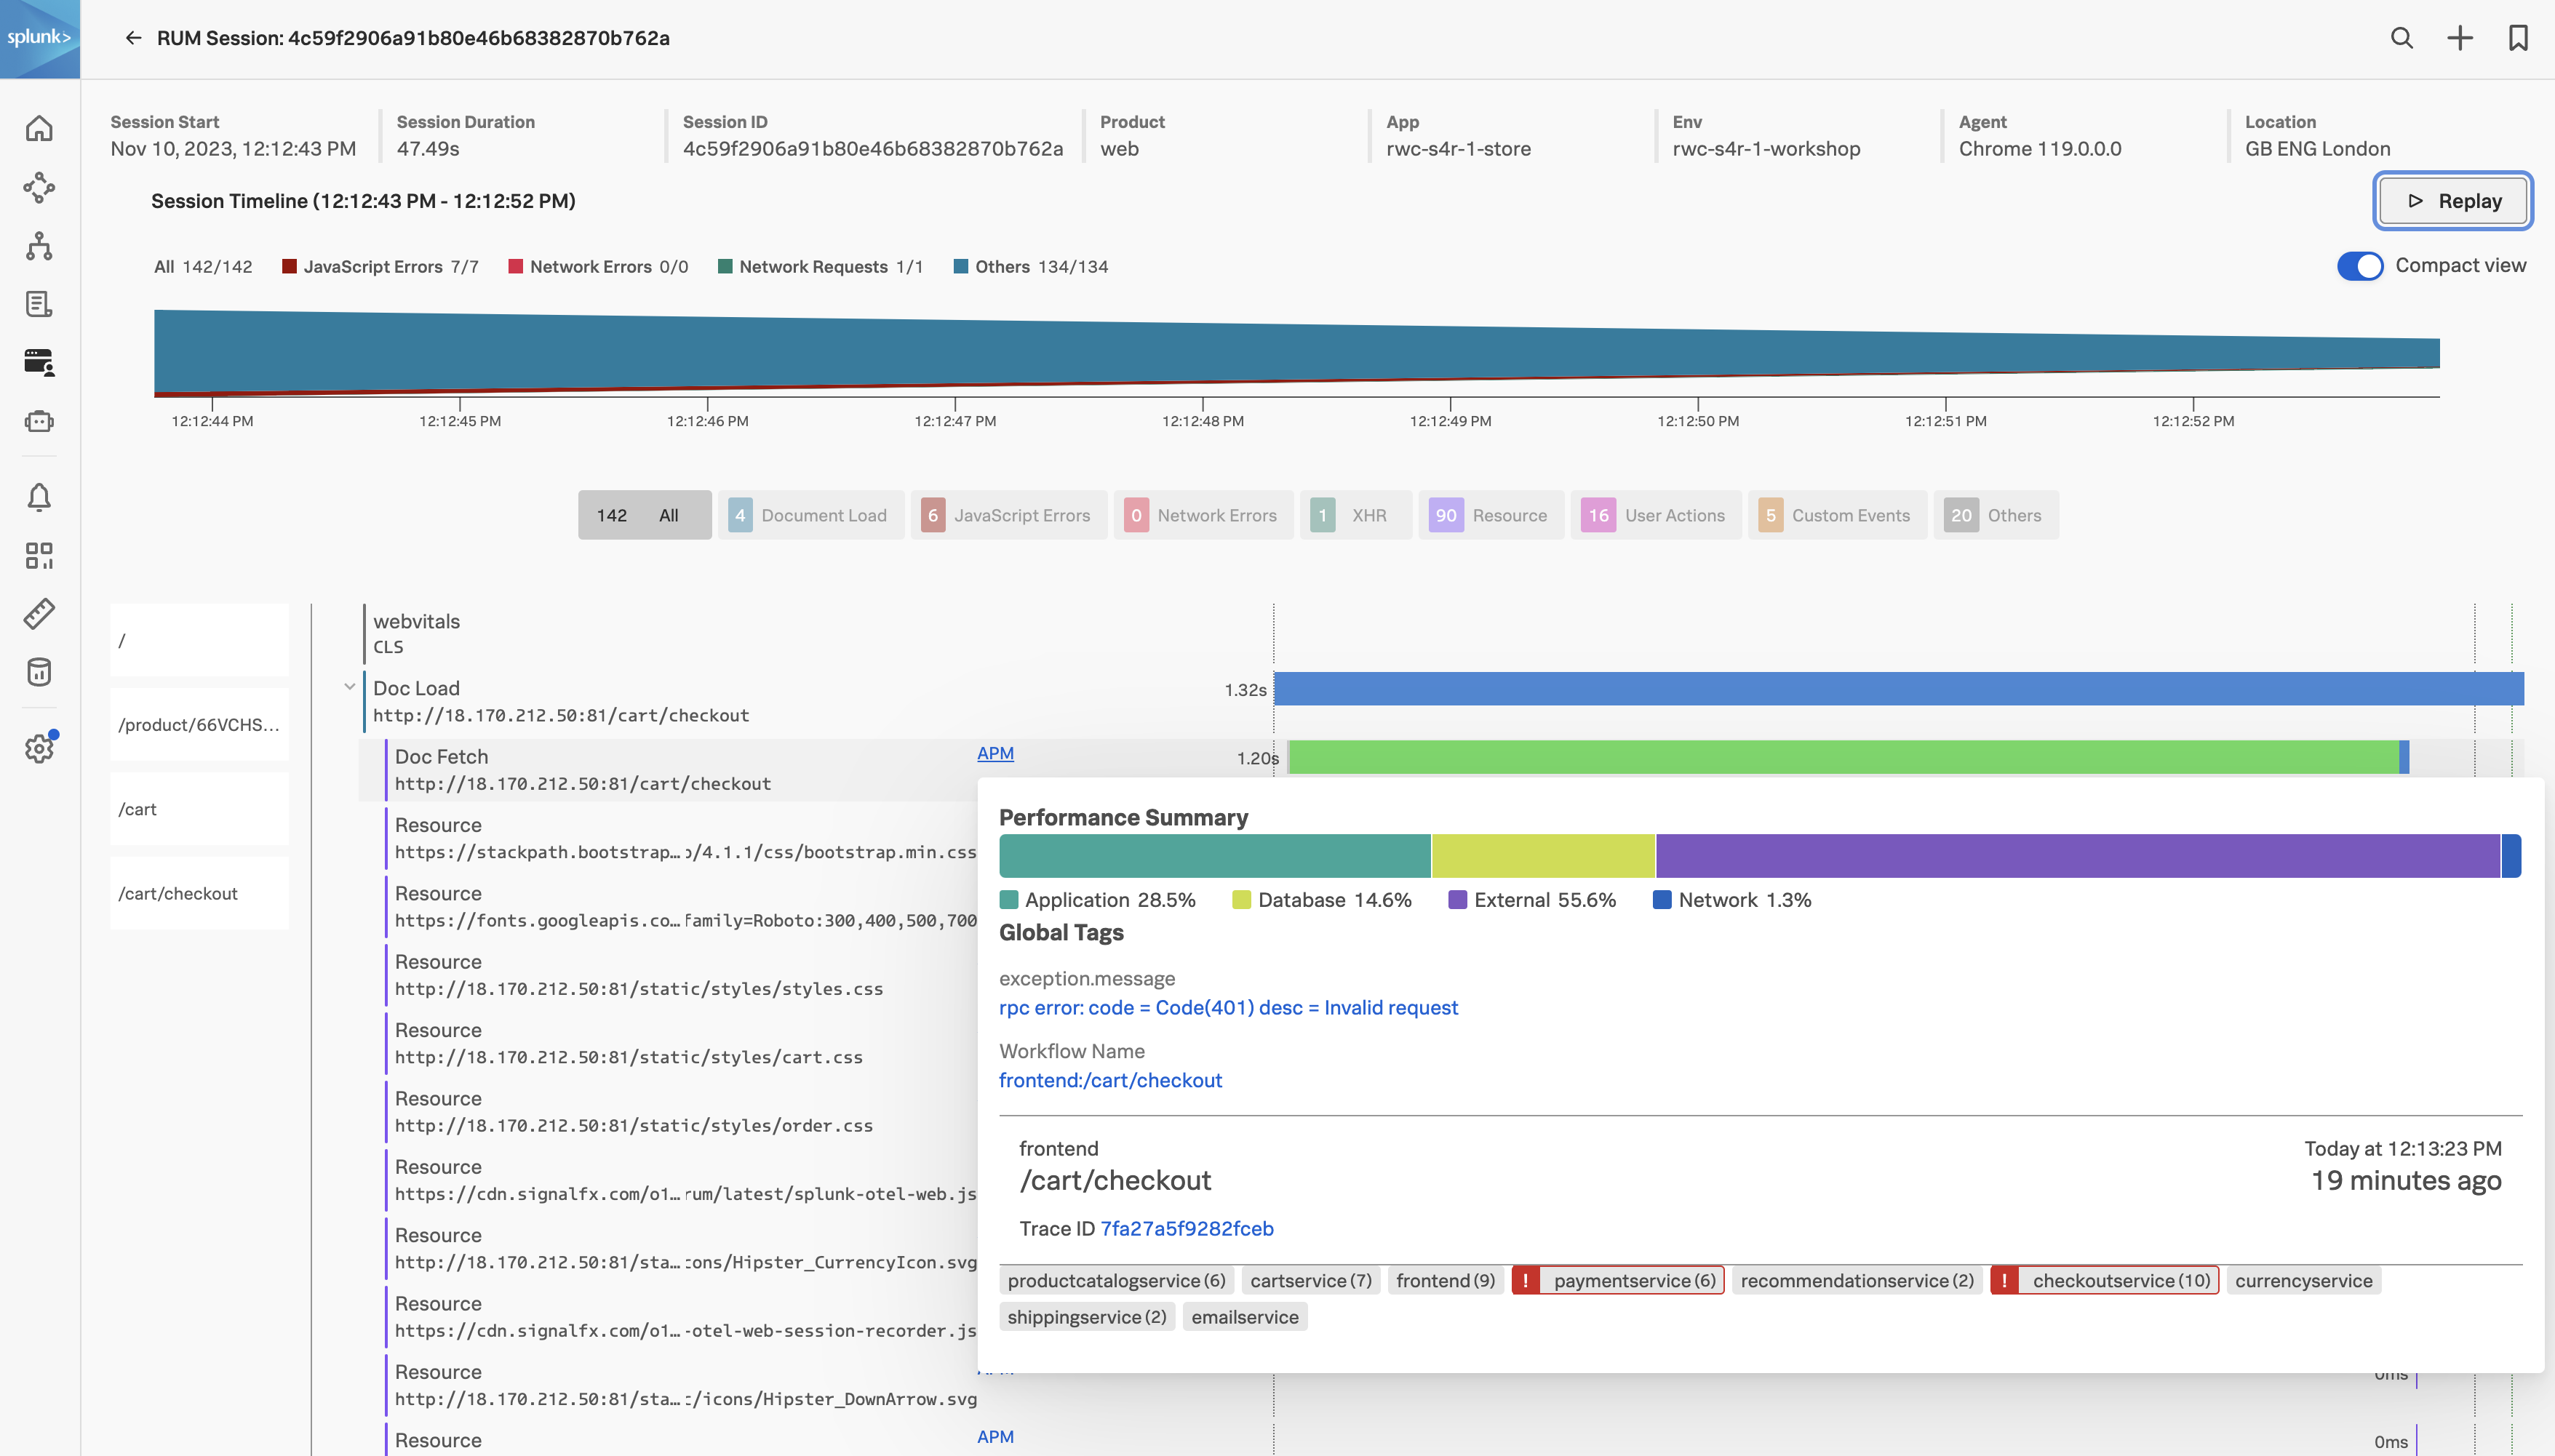 splunk>
RUM Session: 4c59f2906a91b80e46b68382870b762a
Session Start
Nov 10, 2023, 12:12:43 PM
Session Duration
47.49s
Session ID
4c59f2906a91b80e46b68382870b762a
Product
web
App
rwc-s4r-1-store
Env
rwc-s4r-1-workshop
Agent
Chrome 119.0.0.0
Location
GB ENG London
Session Timeline (12:12:43 PM - 12:12:52 PM)
Replay
All 142/142 JavaScript Errors 7/7 Network Errors 0/0 Network Requests 1/1 Others 134/134
Compact view
12:12:44 PM 12:12:45 PM 12:12:46 PM 12:12:47 PM 12:12:48 PM 12:12:49 PM 12:12:50 PM 12:12:51 PM 12:12:52 PM
142 All 4 Document Load 6 JavaScript Errors 0 Network Errors 1 XHR 90 Resource 16 User Actions 5 Custom Events 20 Others
/
/product/66VCHS...
/cart
/cart/checkout
webvitals
CLS
Doc Load
http://18.170.212.50:81/cart/checkout
1.32s
Doc Fetch
http://18.170.212.50:81/cart/checkout
APM
1.20s
Resource
https://stackpath.bootstrap…
/4.1.1/css/bootstrap.min.css
Resource
https://fonts.googleapis.co…
family=Roboto:300,400,500,700
Resource
http://18.170.212.50:81/static/styles/styles.css
Resource
http://18.170.212.50:81/static/styles/cart.css
Resource
http://18.170.212.50:81/static/styles/order.css
Resource
https://cdn.signalfx.com/o1…
rum/latest/splunk-otel-web.js
Resource
http://18.170.212.50:81/sta…
cons/Hipster_CurrencyIcon.svg
Resource
https://cdn.signalfx.com/o1…
-otel-web-session-recorder.js
Resource
http://18.170.212.50:81/sta…
/icons/Hipster_DownArrow.svg
Resource
APM
0ms
Performance Summary
Application 28.5% Database 14.6% External 55.6% Network 1.3%
Global Tags
exception.message
rpc error: code = Code(401) desc = Invalid request
Workflow Name
frontend:/cart/checkout
frontend
/cart/checkout
Today at 12:13:23 PM
19 minutes ago
Trace ID 7fa27a5f9282fceb
productcatalogservice (6) cartservice (7) frontend (9) ! paymentservice (6) recommendationservice (2) ! checkoutservice (10) currencyservice
shippingservice (2) emailservice